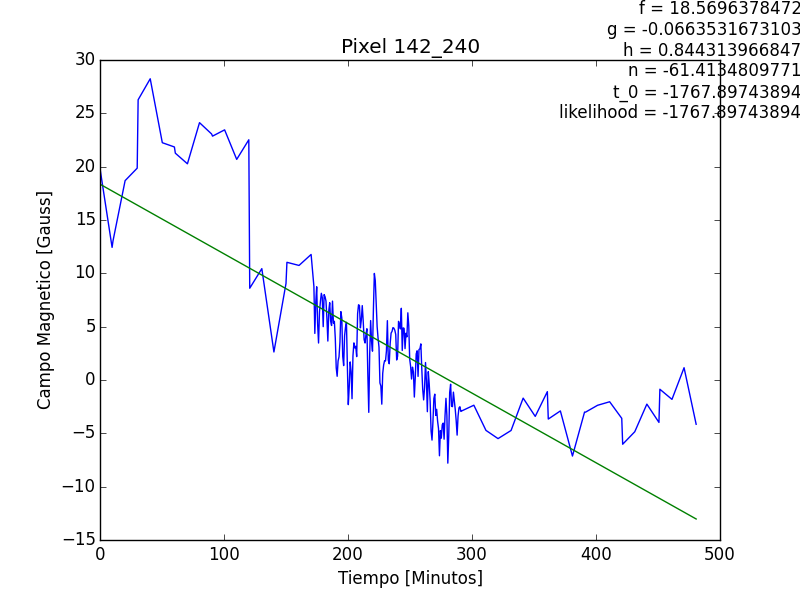 f = 18.5696378472
g = -0.0663531673103
h = 0.844313966847
n = -61.4134809771
t_0 = -1767.89743894
likelihood = -1767.89743894
Pixel 142_240
30
25
20
15
10
5
0
−5
−10
−15
Campo Magnetico [Gauss]
0 100 200 300 400 500
Tiempo [Minutos]